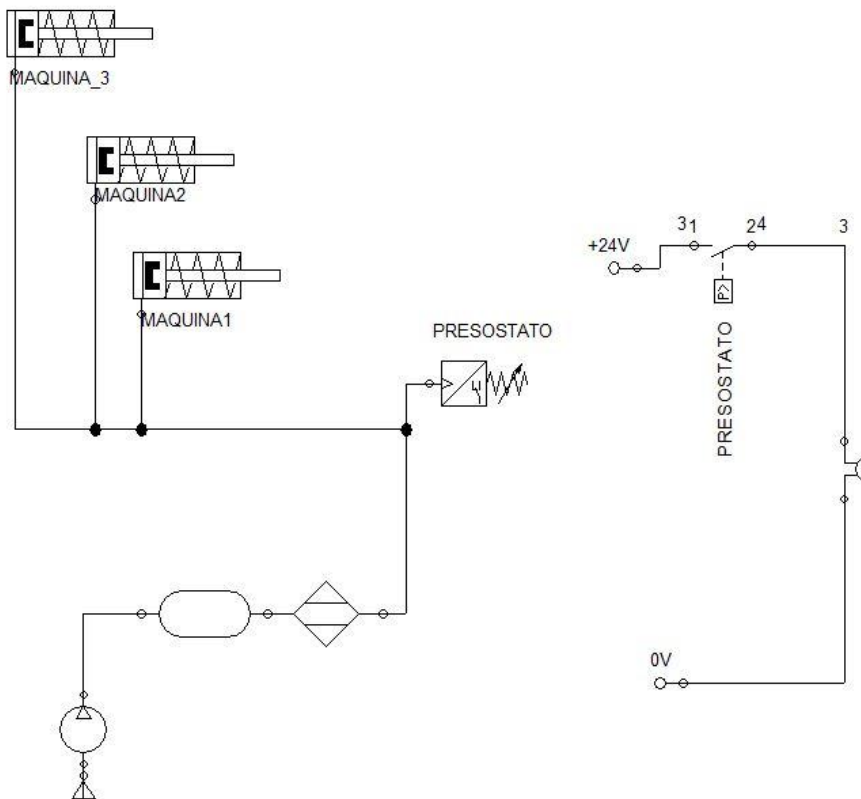 MAQUINA_3
MAQUINA2
MAQUINA1
PRESOSTATO
+24V
31
24
3
P>
PRESOSTATO
0V